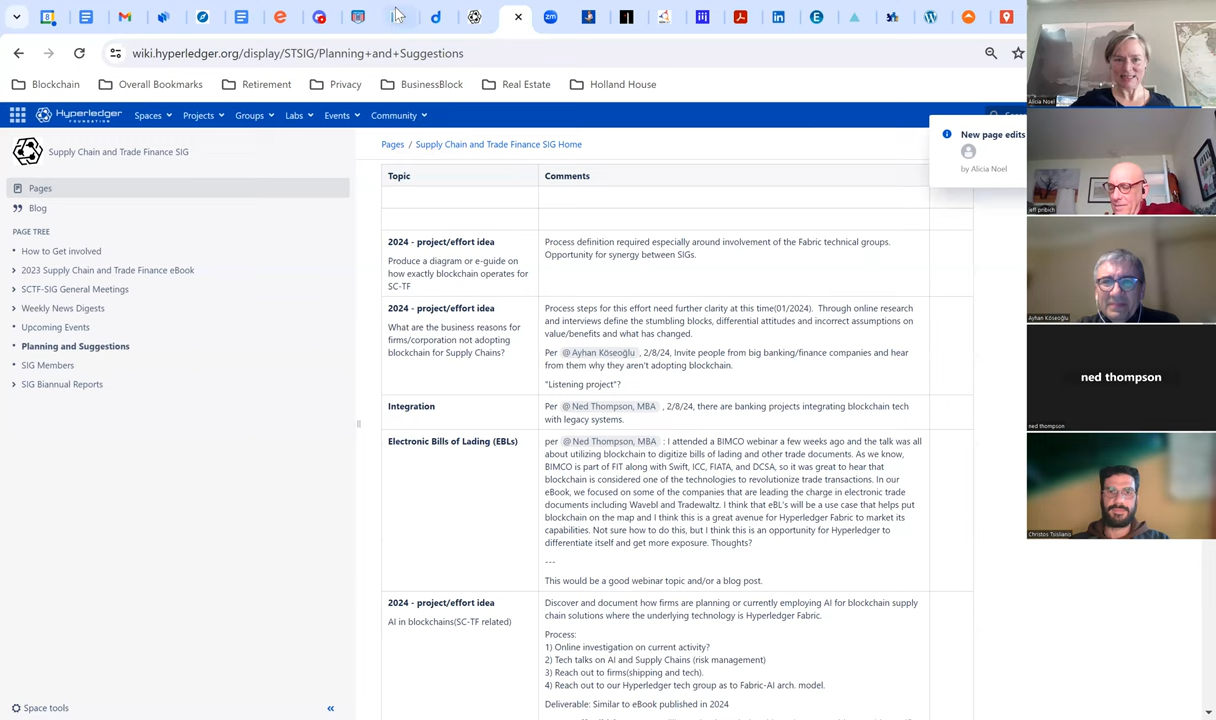 wiki.hyperledger.org/display/STSIG/Planning+and+Suggestions
Blockchain
Overall Bookmarks
Retirement
Privacy
BusinessBlock
Real Estate
Holland House
Hyperledger
FOUNDATION
Spaces
Projects
Groups
Labs
Events
Community
Supply Chain and Trade Finance SIG
Pages
Blog
PAGE TREE
How to Get involved
2023 Supply Chain and Trade Finance eBook
SCTF-SIG General Meetings
Weekly News Digests
Upcoming Events
Planning and Suggestions
SIG Members
SIG Biannual Reports
Space tools
Pages / Supply Chain and Trade Finance SIG Home
New page edits
by Alicia Noel
Topic
Comments
2024 - project/effort idea
Produce a diagram or e-guide on
how exactly blockchain operates for
SC-TF
Process definition required especially around involvement of the Fabric technical groups.
Opportunity for synergy between SIGs.
2024 - project/effort idea
What are the business reasons for
firms/corporation not adopting
blockchain for Supply Chains?
Process steps for this effort need further clarity at this time(01/2024).  Through online research
and interviews define the stumbling blocks, differential attitudes and incorrect assumptions on
value/benefits and what has changed.
Per @Ayhan Köseoğlu , 2/8/24, Invite people from big banking/finance companies and hear
from them why they aren't adopting blockchain.
"Listening project"?
Integration
Per @Ned Thompson, MBA , 2/8/24, there are banking projects integrating blockchain tech
with legacy systems.
Electronic Bills of Lading (EBLs)
per @Ned Thompson, MBA : I attended a BIMCO webinar a few weeks ago and the talk was all
about utilizing blockchain to digitize bills of lading and other trade documents. As we know,
BIMCO is part of FIT along with Swift, ICC, FIATA, and DCSA, so it was great to hear that
blockchain is considered one of the technologies to revolutionize trade transactions. In our
eBook, we focused on some of the companies that are leading the charge in electronic trade
documents including Wavebl and Tradewaltz. I think that eBL's will be a use case that helps put
blockchain on the map and I think this is a great avenue for Hyperledger Fabric to market its
capabilities. Not sure how to do this, but I think this is an opportunity for Hyperledger to
differentiate itself and get more exposure. Thoughts?
---
This would be a good webinar topic and/or a blog post.
2024 - project/effort idea
AI in blockchains(SC-TF related)
Discover and document how firms are planning or currently employing AI for blockchain supply
chain solutions where the underlying technology is Hyperledger Fabric.
Process:
1) Online investigation on current activity?
2) Tech talks on AI and Supply Chains (risk management)
3) Reach out to firms(shipping and tech).
4) Reach out to our Hyperledger tech group as to Fabric-AI arch. model.
Deliverable: Similar to eBook published in 2024
Alicia Noel
jeff pribich
Ayhan Köseoğlu
ned thompson
ned thompson
Christos Tsilianis